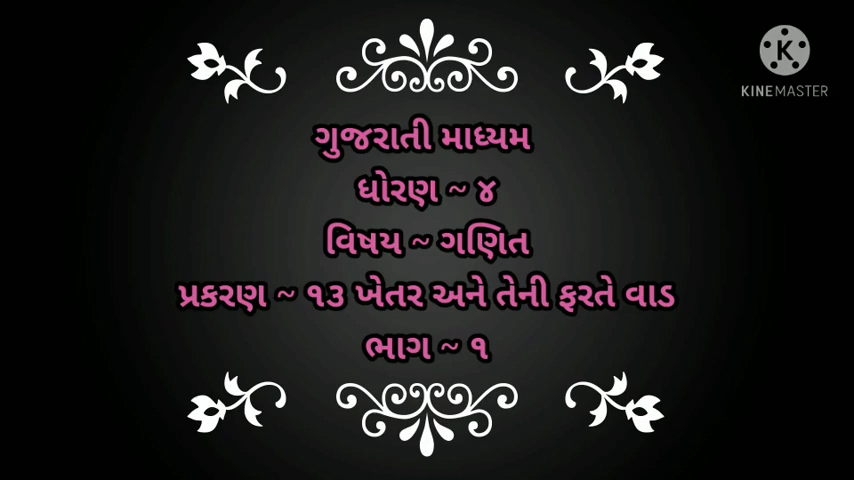 KINEMASTER
ગુજરાતી માધ્યમ
ધોરણ ~ ૪
વિષય ~ ગણિત
પ્રકરણ ~ ૧૩ ખેતર અને તેની ફરતે વાડ
ભાગ ~ ૧